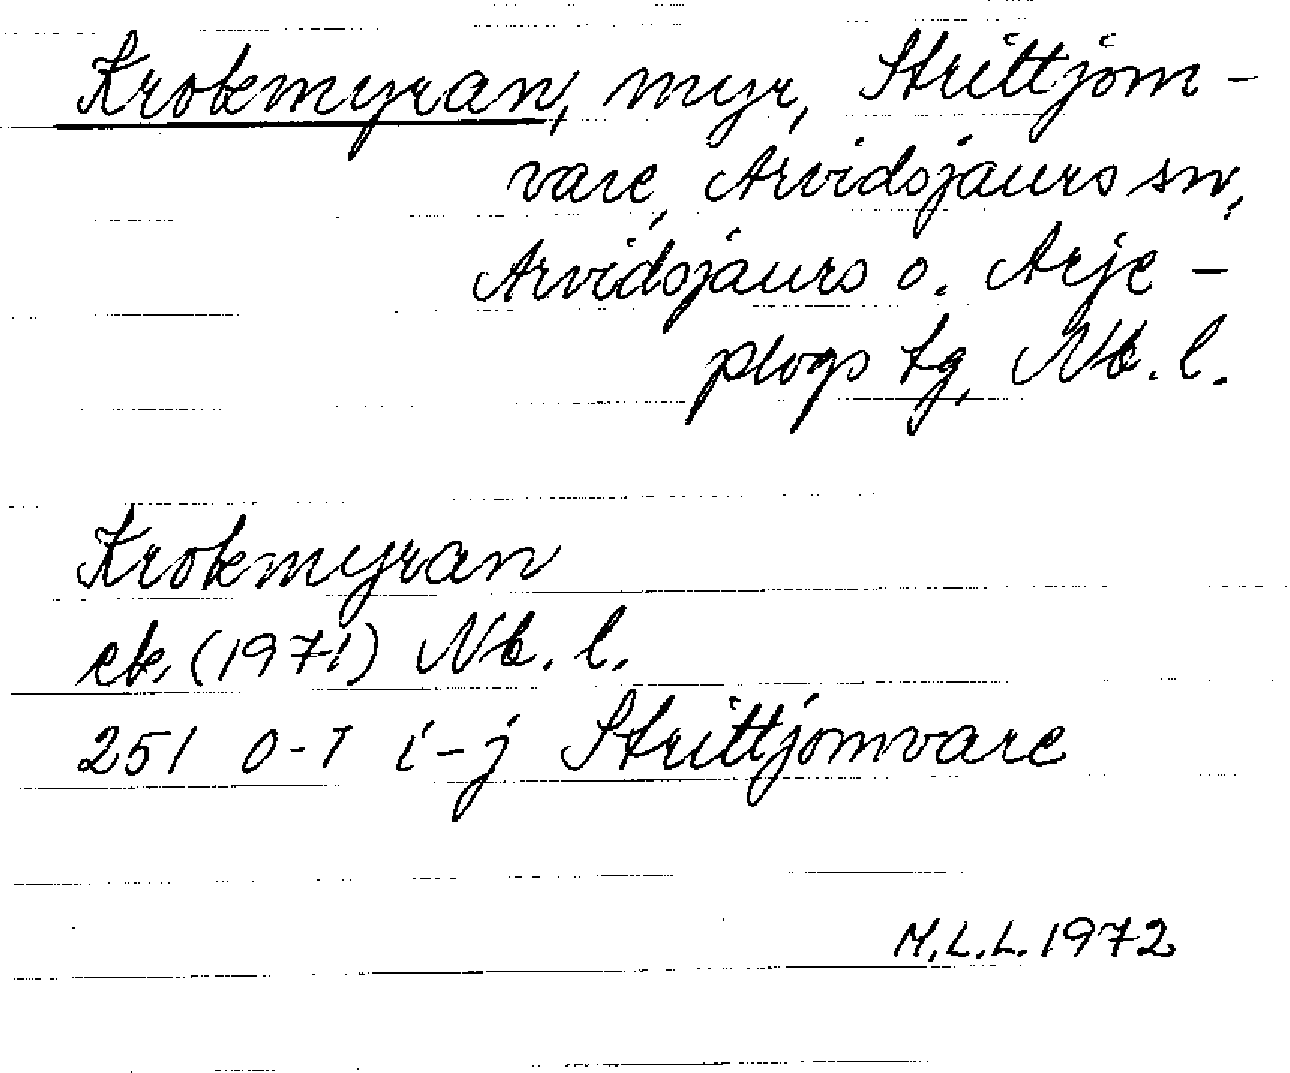 Krokmyran, myr, Strittjom-
vare, Arvidsjaurs sn,
Arvidsjaurs o. Arje-
plogs tg, Nb. l.
Krokmyran
ek. (1971) Nb. l.
251 0-1 i-j Strittjomvare
M.L.L. 1972